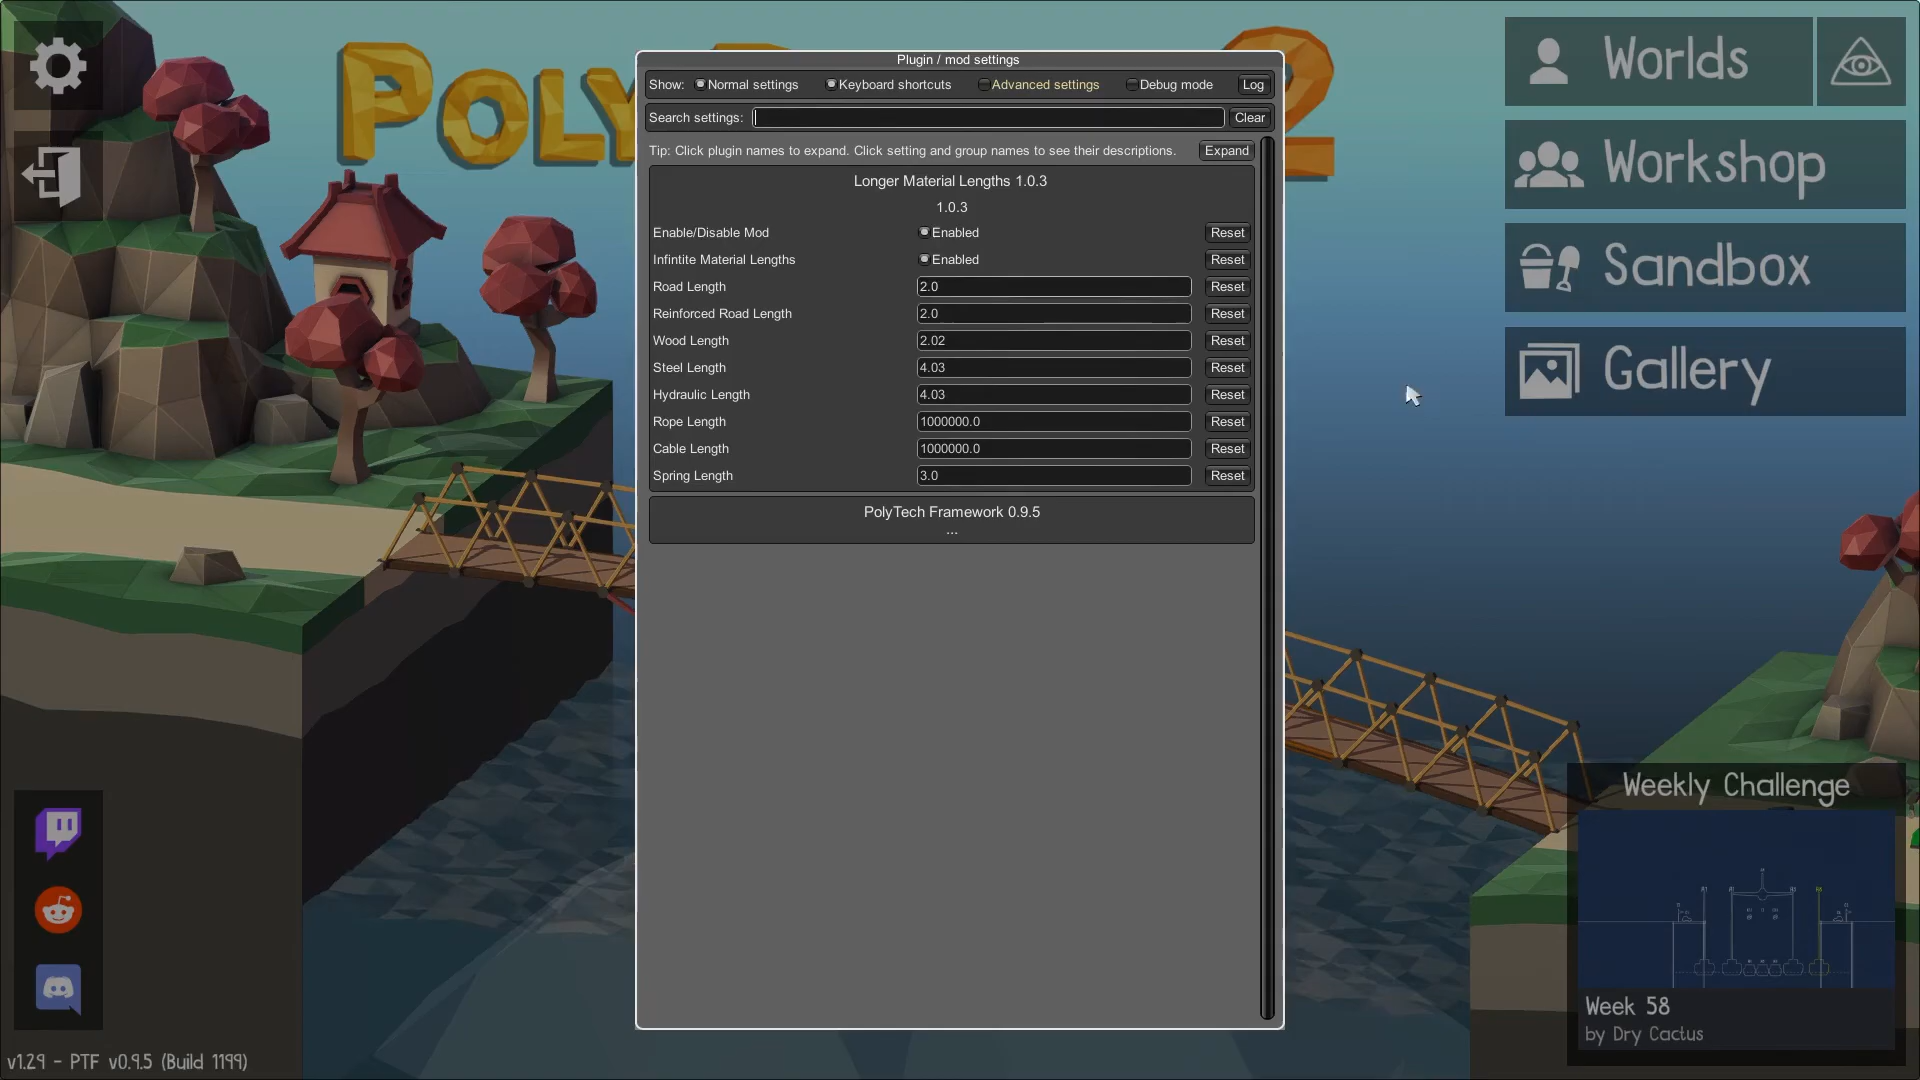 POLY
2
Plugin / mod settings
Show: Normal settings Keyboard shortcuts Advanced settings Debug mode Log
Search settings: Clear
Tip: Click plugin names to expand. Click setting and group names to see their descriptions. Expand
Longer Material Lengths 1.0.3
1.0.3
Enable/Disable Mod Enabled Reset
Infintite Material Lengths Enabled Reset
Road Length 2.0 Reset
Reinforced Road Length 2.0 Reset
Wood Length 2.02 Reset
Steel Length 4.03 Reset
Hydraulic Length 4.03 Reset
Rope Length 1000000.0 Reset
Cable Length 1000000.0 Reset
Spring Length 3.0 Reset
PolyTech Framework 0.9.5
...
Worlds
Workshop
Sandbox
Gallery
Weekly Challenge
Week 58
by Dry Cactus
v1.29 - PTF v0.9.5 (Build 1199)